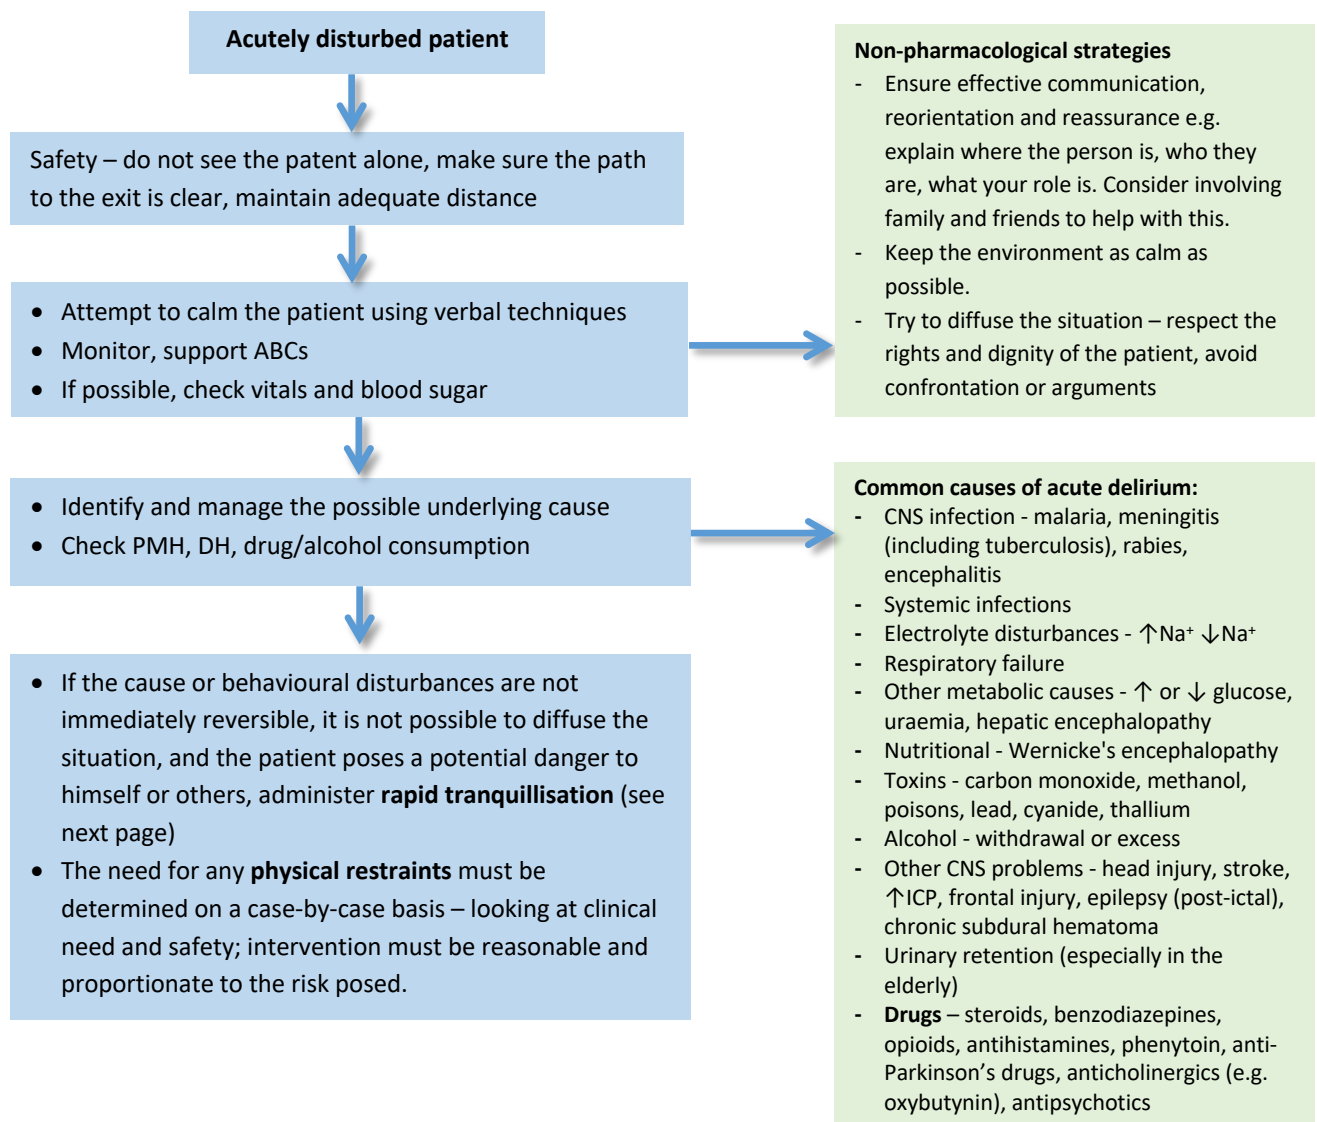 Acutely disturbed patient
Safety – do not see the patent alone, make sure the path
to the exit is clear, maintain adequate distance
• Attempt to calm the patient using verbal techniques
• Monitor, support ABCs
• If possible, check vitals and blood sugar
Non-pharmacological strategies
- Ensure effective communication,
reorientation and reassurance e.g.
explain where the person is, who they
are, what your role is. Consider involving
family and friends to help with this.
- Keep the environment as calm as
possible.
- Try to diffuse the situation – respect the
rights and dignity of the patient, avoid
confrontation or arguments
• Identify and manage the possible underlying cause
• Check PMH, DH, drug/alcohol consumption
Common causes of acute delirium:
- CNS infection - malaria, meningitis
(including tuberculosis), rabies,
encephalitis
- Systemic infections
- Electrolyte disturbances - ↑Na⁺ ↓Na⁺
- Respiratory failure
- Other metabolic causes - ↑ or ↓ glucose,
uraemia, hepatic encephalopathy
- Nutritional - Wernicke's encephalopathy
- Toxins - carbon monoxide, methanol,
poisons, lead, cyanide, thallium
- Alcohol - withdrawal or excess
- Other CNS problems - head injury, stroke,
↑ICP, frontal injury, epilepsy (post-ictal),
chronic subdural hematoma
- Urinary retention (especially in the
elderly)
- Drugs – steroids, benzodiazepines,
opioids, antihistamines, phenytoin, anti-
Parkinson’s drugs, anticholinergics (e.g.
oxybutynin), antipsychotics
• If the cause or behavioural disturbances are not
immediately reversible, it is not possible to diffuse the
situation, and the patient poses a potential danger to
himself or others, administer rapid tranquillisation (see
next page)
• The need for any physical restraints must be
determined on a case-by-case basis – looking at clinical
need and safety; intervention must be reasonable and
proportionate to the risk posed.